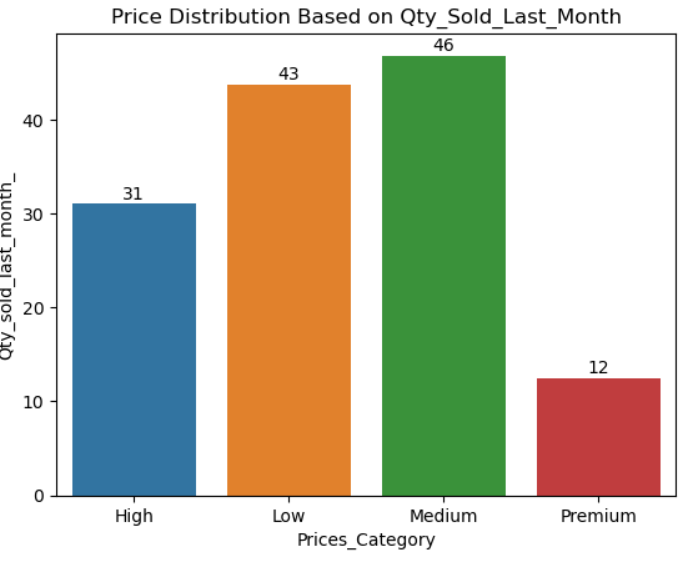 Price Distribution Based on Qty_Sold_Last_Month
Qty_sold_last_month_
40
30
20
10
0
31
43
46
12
High
Low
Medium
Premium
Prices_Category